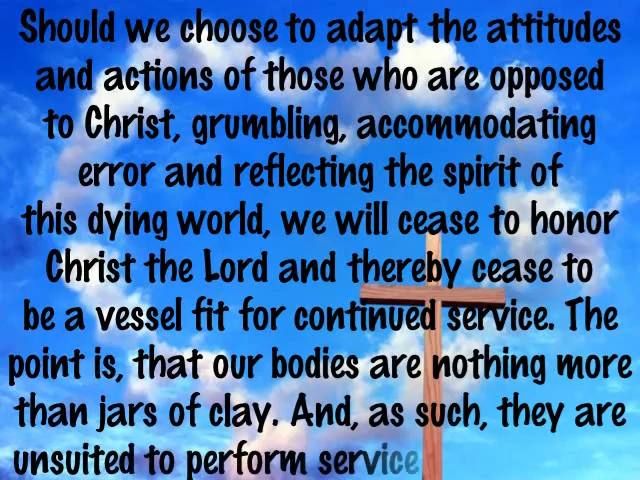 Should we choose to adapt the attitudes
and actions of those who are opposed
to Christ, grumbling, accommodating
error and reflecting the spirit of
this dying world, we will cease to honor
Christ the Lord and thereby cease to
be a vessel fit for continued service. The
point is, that our bodies are nothing more
than jars of clay. And, as such, they are
unsuited to perform service